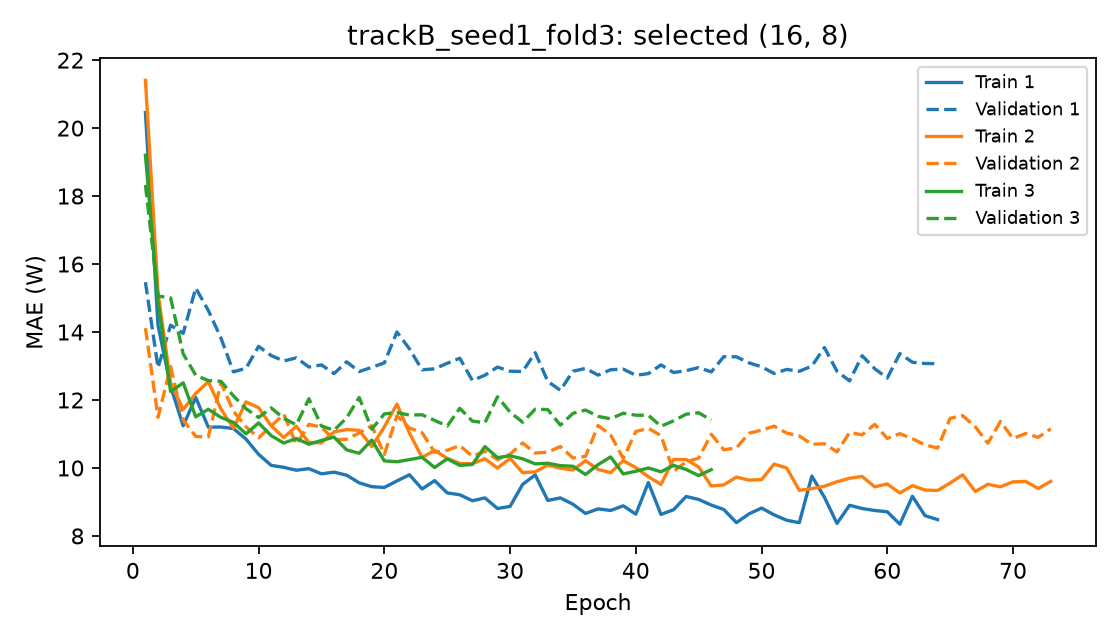 trackB_seed1_fold3: selected (16, 8)
22
20
18
16
14
12
10
8
MAE (W)
Train 1
Validation 1
Train 2
Validation 2
Train 3
Validation 3
0 10 20 30 40 50 60 70
Epoch